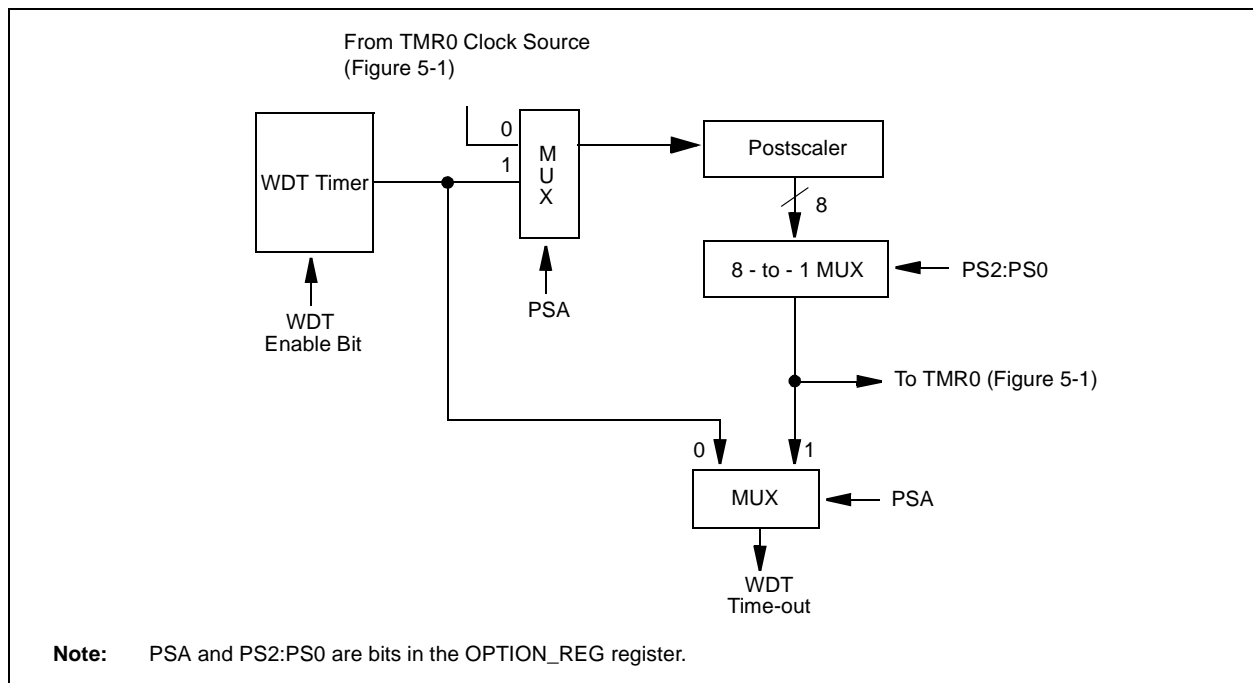 From TMR0 Clock Source
(Figure 5-1)
0
1
M
U
X
WDT Timer
Postscaler
8
8 - to - 1 MUX
PS2:PS0
PSA
WDT
Enable Bit
To TMR0 (Figure 5-1)
0
1
MUX
PSA
WDT
Time-out
Note: PSA and PS2:PS0 are bits in the OPTION_REG register.